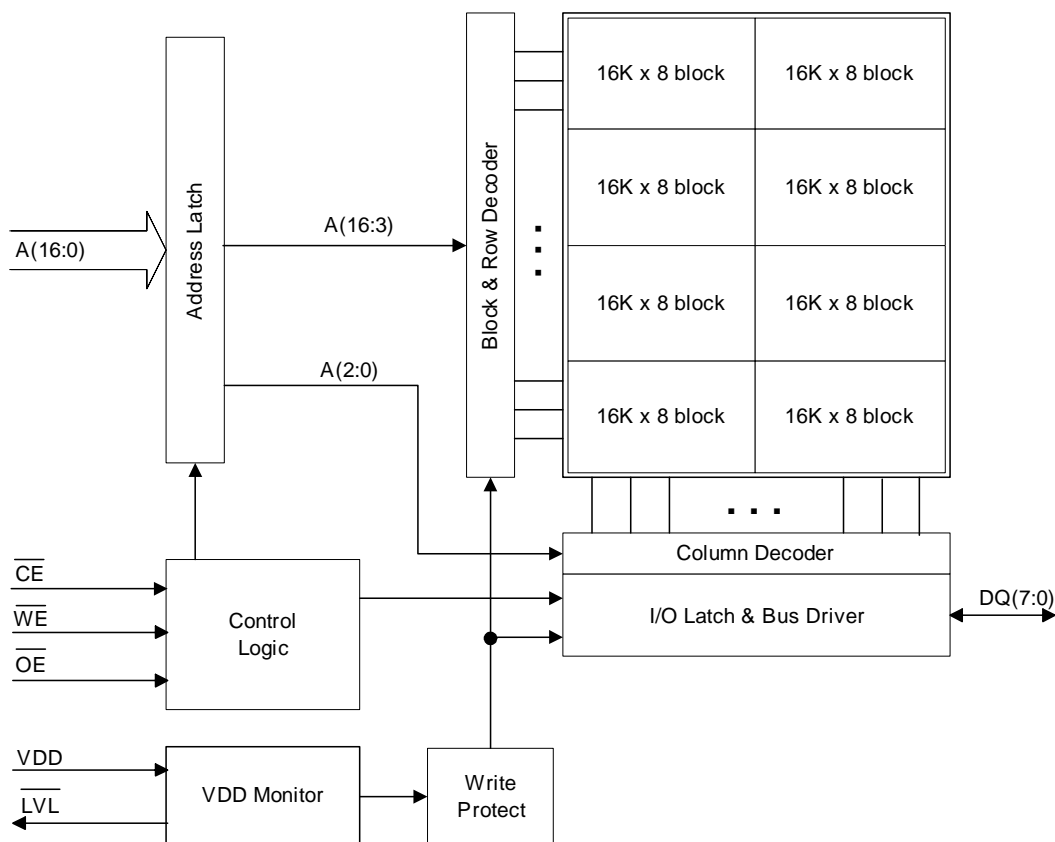 16K x 8 block
16K x 8 block
16K x 8 block
16K x 8 block
16K x 8 block
16K x 8 block
16K x 8 block
16K x 8 block
A(16:0)
Address Latch
A(16:3)
A(2:0)
Block & Row Decoder
. . .
. . .
Column Decoder
I/O Latch & Bus Driver
DQ(7:0)
CE
WE
OE
Control
Logic
VDD
LVL
VDD Monitor
Write
Protect